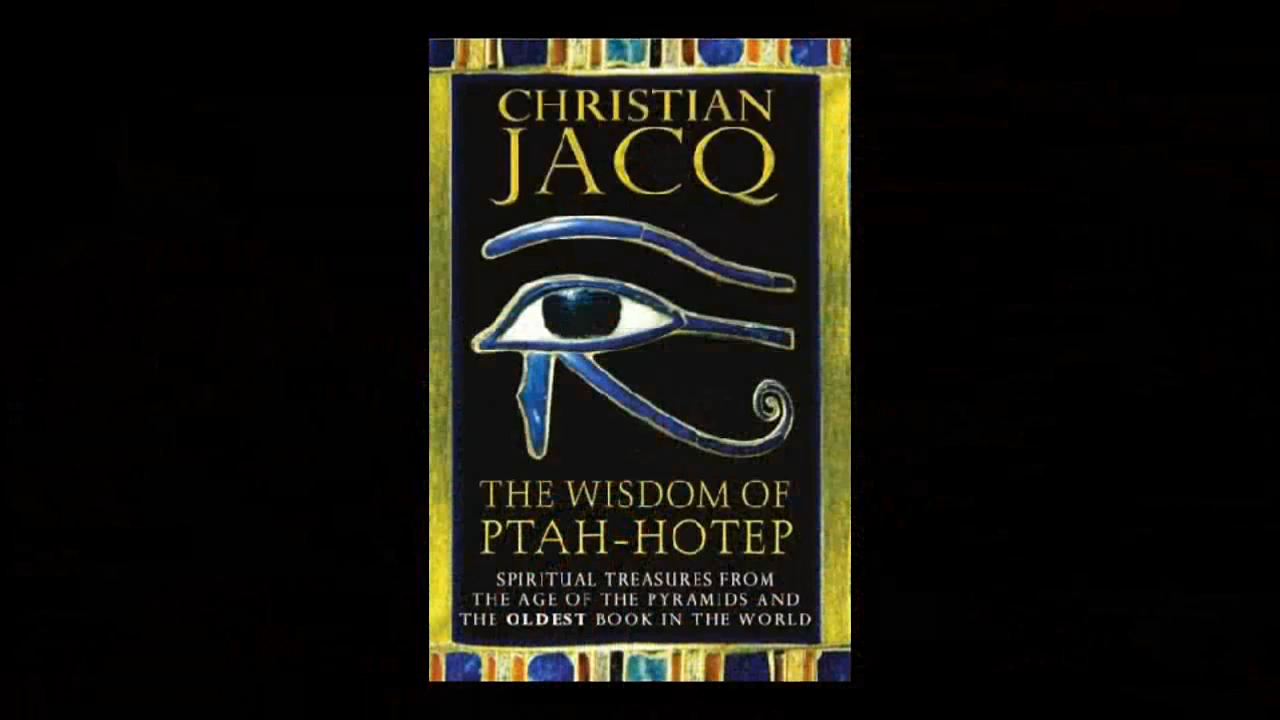 CHRISTIAN
JACQ
THE WISDOM OF
PTAH-HOTEP
SPIRITUAL TREASURES FROM
THE AGE OF THE PYRAMIDS AND
THE OLDEST BOOK IN THE WORLD